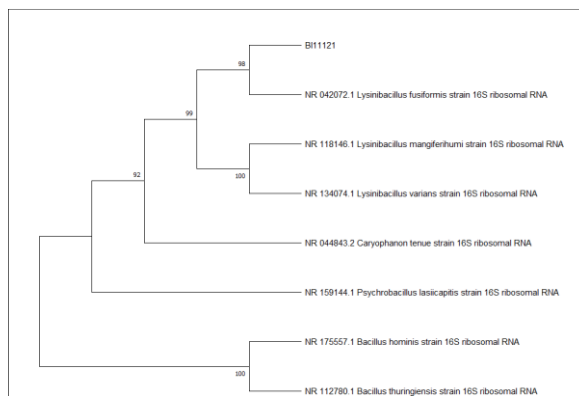 BI11121
98
NR 042072.1 Lysinibacillus fusiformis strain 16S ribosomal RNA
99
NR 118146.1 Lysinibacillus mangiferihumi strain 16S ribosomal RNA
100
NR 134074.1 Lysinibacillus varians strain 16S ribosomal RNA
92
NR 044843.2 Caryophanon tenue strain 16S ribosomal RNA
NR 159144.1 Psychrobacillus lasiicapitis strain 16S ribosomal RNA
NR 175557.1 Bacillus hominis strain 16S ribosomal RNA
100
NR 112780.1 Bacillus thuringiensis strain 16S ribosomal RNA